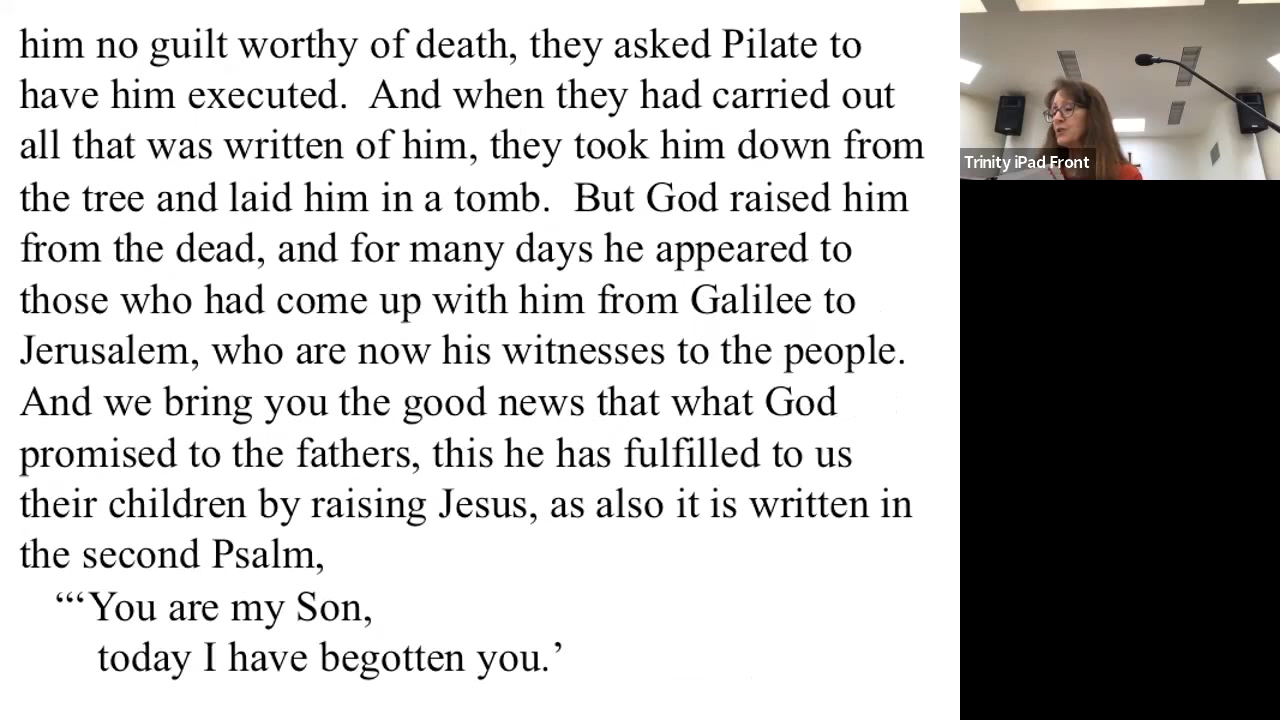 him no guilt worthy of death, they asked Pilate to
have him executed.  And when they had carried out
all that was written of him, they took him down from
the tree and laid him in a tomb.  But God raised him
from the dead, and for many days he appeared to
those who had come up with him from Galilee to
Jerusalem, who are now his witnesses to the people.
And we bring you the good news that what God
promised to the fathers, this he has fulfilled to us
their children by raising Jesus, as also it is written in
the second Psalm,
“‘You are my Son,
today I have begotten you.’
Trinity iPad Front